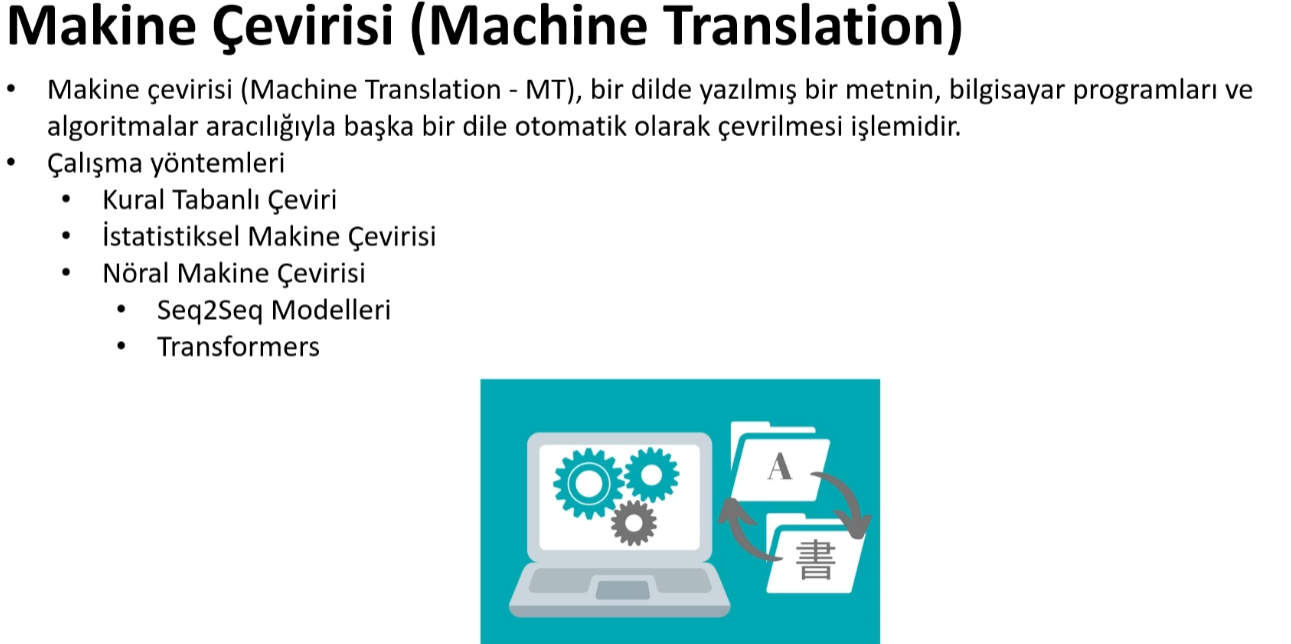 Makine Çevirisi (Machine Translation)
• Makine çevirisi (Machine Translation - MT), bir dilde yazılmış bir metnin, bilgisayar programları ve
algoritmalar aracılığıyla başka bir dile otomatik olarak çevrilmesi işlemidir.
• Çalışma yöntemleri
• Kural Tabanlı Çeviri
• İstatistiksel Makine Çevirisi
• Nöral Makine Çevirisi
• Seq2Seq Modelleri
• Transformers
A
書